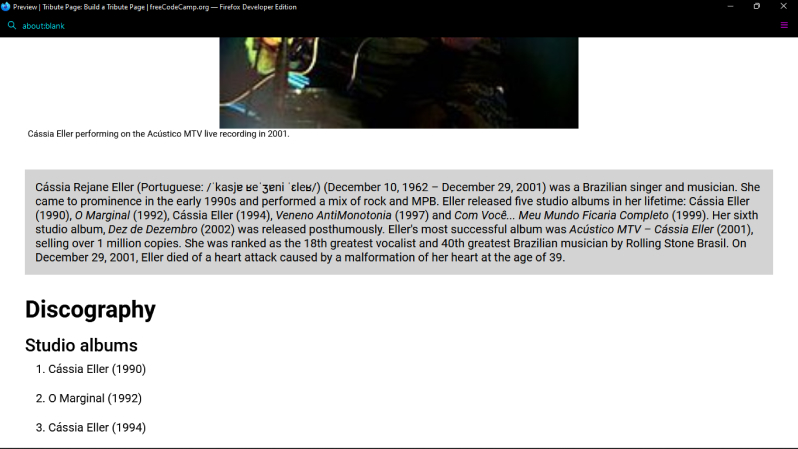 Preview | Tribute Page: Build a Tribute Page | freeCodeCamp.org — Firefox Developer Edition
about:blank
Cássia Eller performing on the Acústico MTV live recording in 2001.
Cássia Rejane Eller (Portuguese: /ˈkasjɐ ʁeˈʒɐni ˈɛleʁ/) (December 10, 1962 – December 29, 2001) was a Brazilian singer and musician. She
came to prominence in the early 1990s and performed a mix of rock and MPB. Eller released five studio albums in her lifetime: Cássia Eller
(1990), O Marginal (1992), Cássia Eller (1994), Veneno AntiMonotonia (1997) and Com Você... Meu Mundo Ficaria Completo (1999). Her sixth
studio album, Dez de Dezembro (2002) was released posthumously. Eller's most successful album was Acústico MTV – Cássia Eller (2001),
selling over 1 million copies. She was ranked as the 18th greatest vocalist and 40th greatest Brazilian musician by Rolling Stone Brasil. On
December 29, 2001, Eller died of a heart attack caused by a malformation of her heart at the age of 39.
Discography
Studio albums
1. Cássia Eller (1990)
2. O Marginal (1992)
3. Cássia Eller (1994)